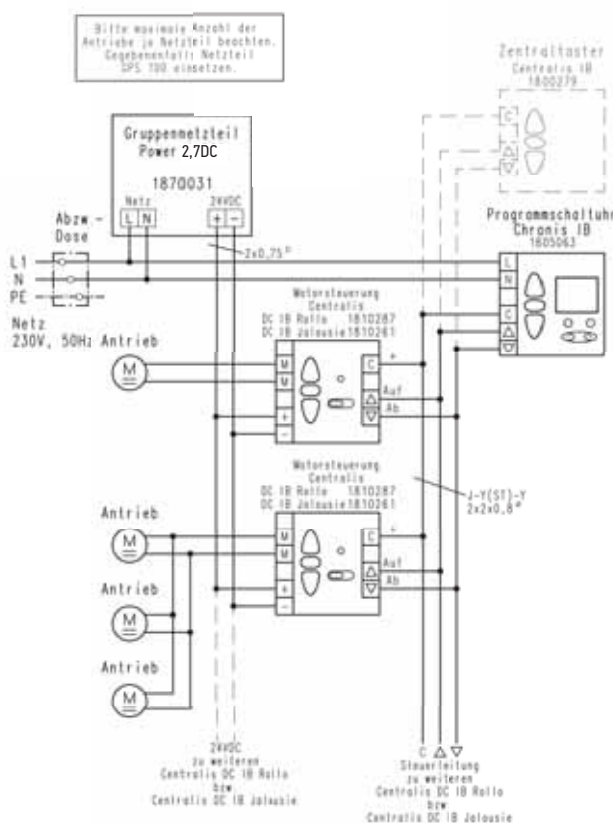 Bitte maximale Anzahl der
Antriebe je Netzteil beachten.
Gegebenenfalls Netzteil
GPS 100 einsetzen.
Zentraltaster
Centralis IB
1800279
C
Gruppennetzteil
Power 2,7DC
1870031
Netz
24VDC
L N + -
Abzw.-
Dose
2x0,75²
Programmschaltuhr
Chronis IB
1805063
L
N
C
L1
N
PE
Netz
230V, 50Hz
Motorsteuerung
Centralis
DC IB Rollo 1810287
DC IB Jalousie 1810261
Antrieb
M
M
M
+
-
C
+
Auf
Ab
Motorsteuerung
Centralis
DC IB Rollo 1810287
DC IB Jalousie 1810261
J-Y(ST)-Y
2x2x0,8²
Antrieb
M
M
M
+
-
C
+
Auf
Ab
Antrieb
M
Antrieb
M
24VDC
zu weiteren
Centralis DC IB Rollo
bzw
Centralis DC IB Jalousie
C
Steuerleitung
zu weiteren
Centralis DC IB Rollo
bzw
Centralis DC IB Jalousie